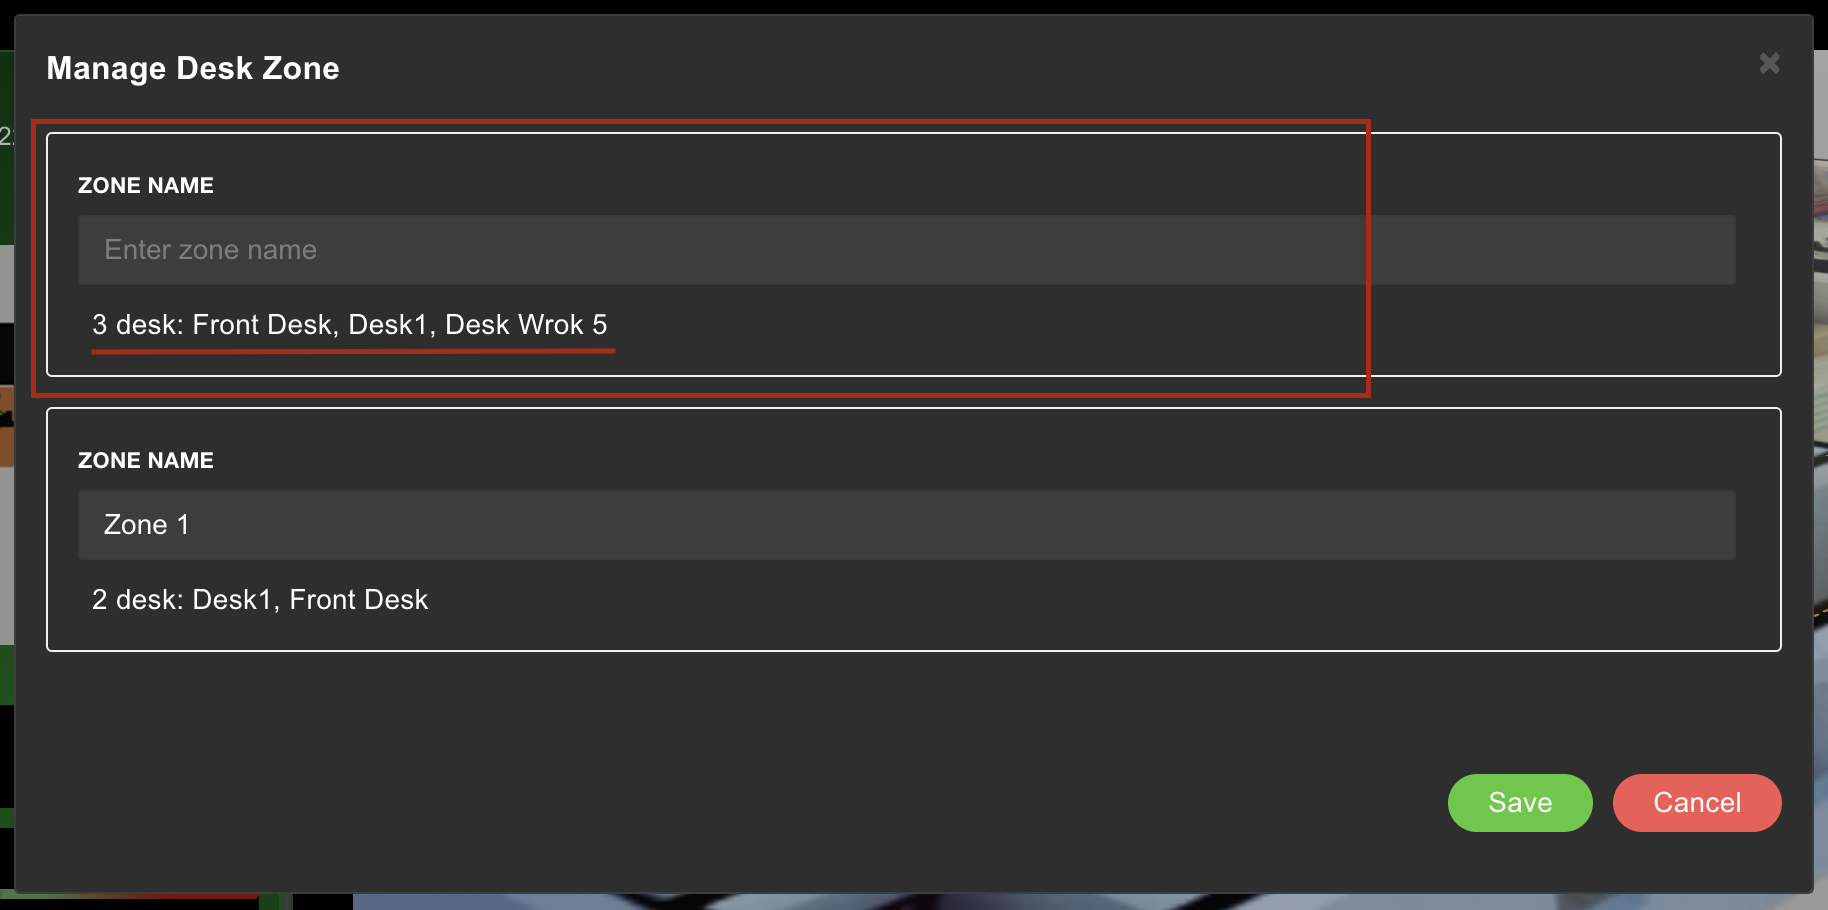 Manage Desk Zone
ZONE NAME
Enter zone name
3 desk: Front Desk, Desk1, Desk Wrok 5
ZONE NAME
Zone 1
2 desk: Desk1, Front Desk
Save
Cancel